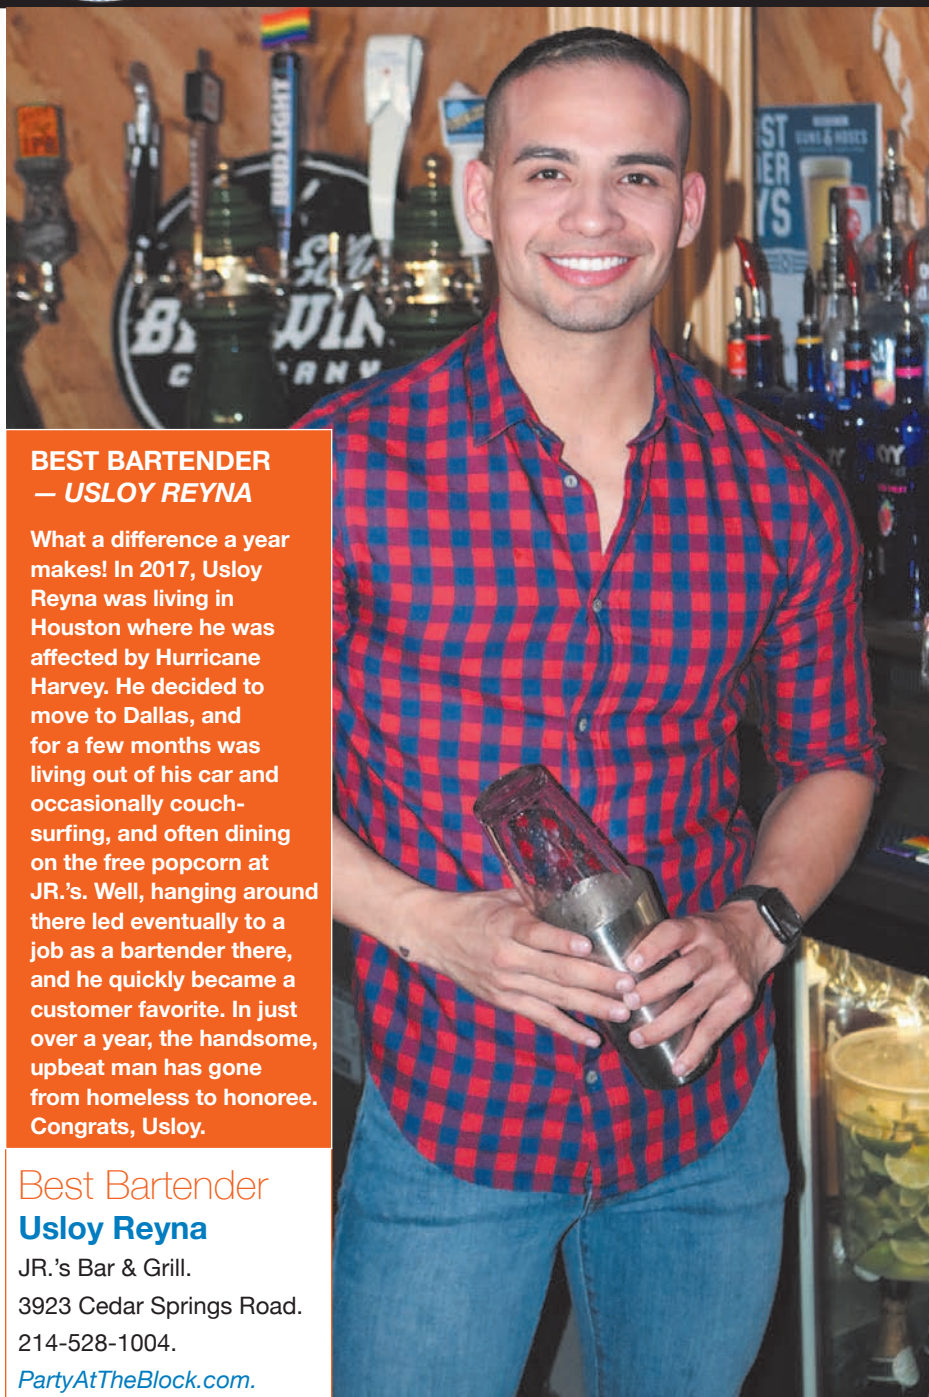 IPA
BUD LIGHT
BEST BARTENDER
— USLOY REYNA
What a difference a year
makes! In 2017, Usloy
Reyna was living in
Houston where he was
affected by Hurricane
Harvey. He decided to
move to Dallas, and
for a few months was
living out of his car and
occasionally couch-
surfing, and often dining
on the free popcorn at
JR.'s. Well, hanging around
there led eventually to a
job as a bartender there,
and he quickly became a
customer favorite. In just
over a year, the handsome,
upbeat man has gone
from homeless to honoree.
Congrats, Usloy.
Best Bartender
Usloy Reyna
JR.'s Bar & Grill.
3923 Cedar Springs Road.
214-528-1004.
PartyAtTheBlock.com.